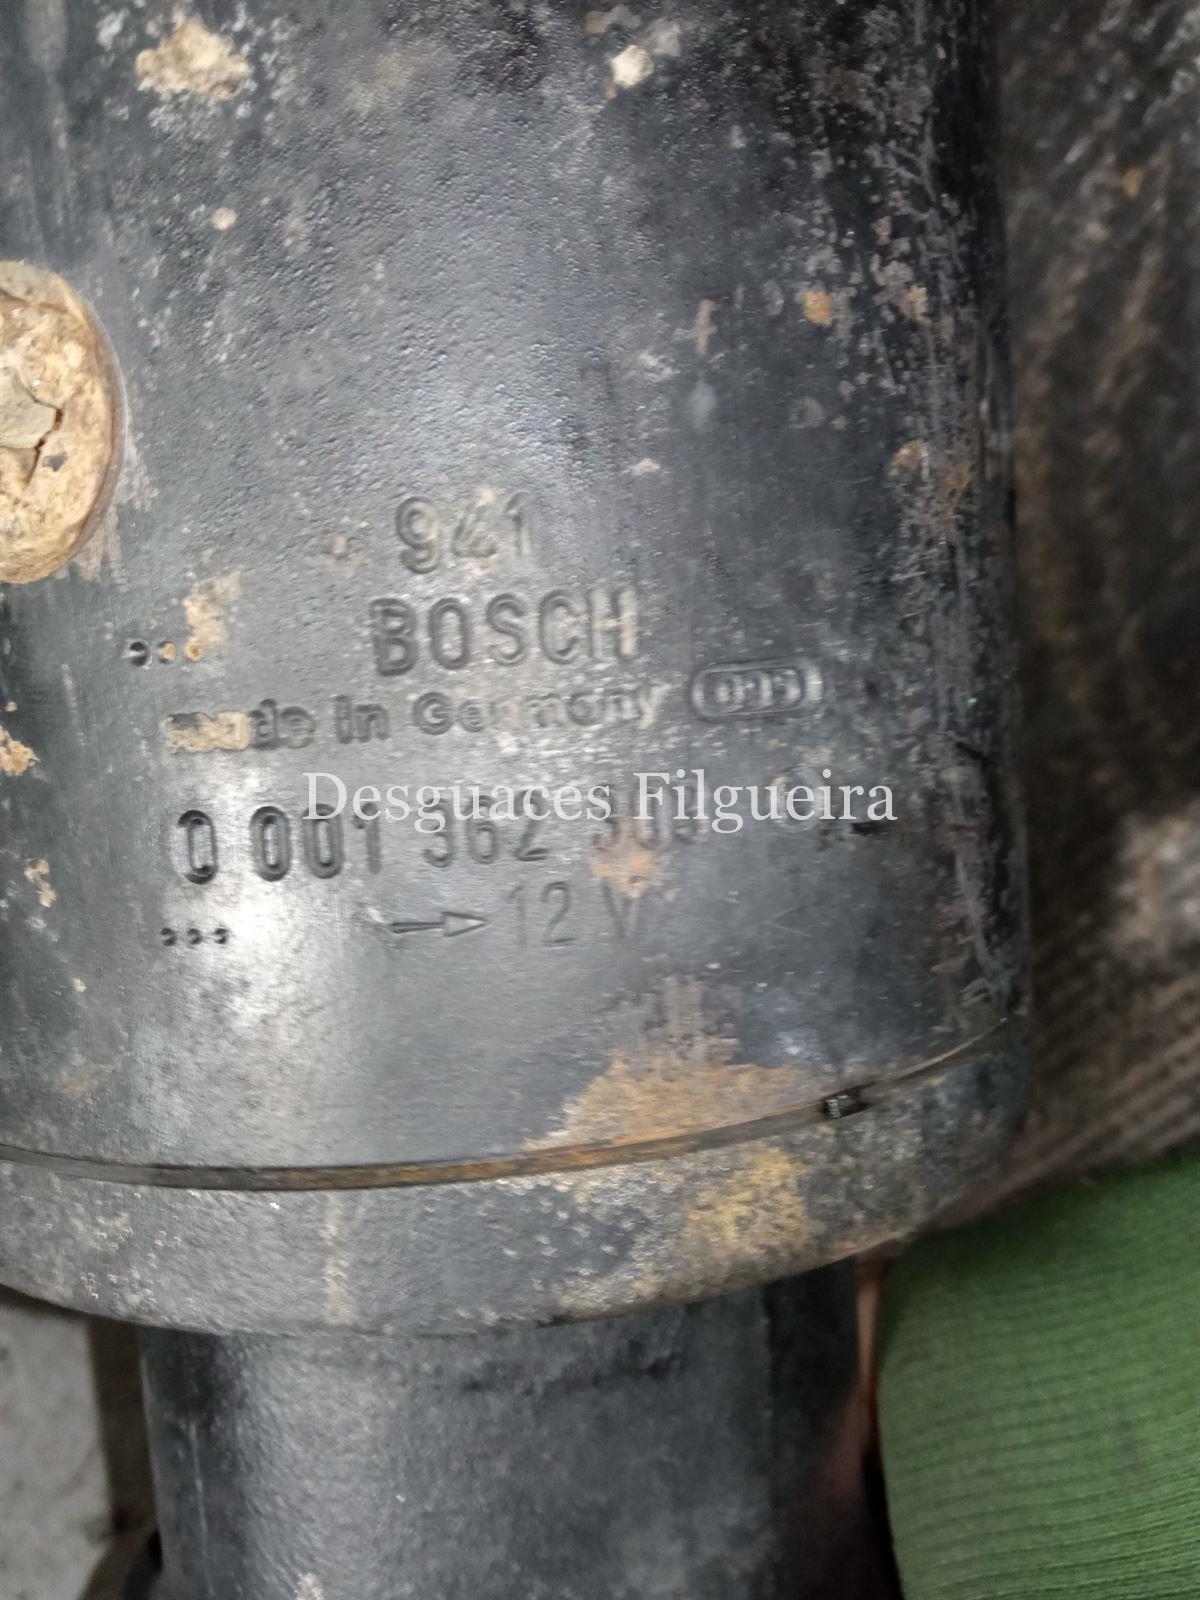 941
BOSCH
made in Germany
Desguaces Filgueira
0 001 362
12 V